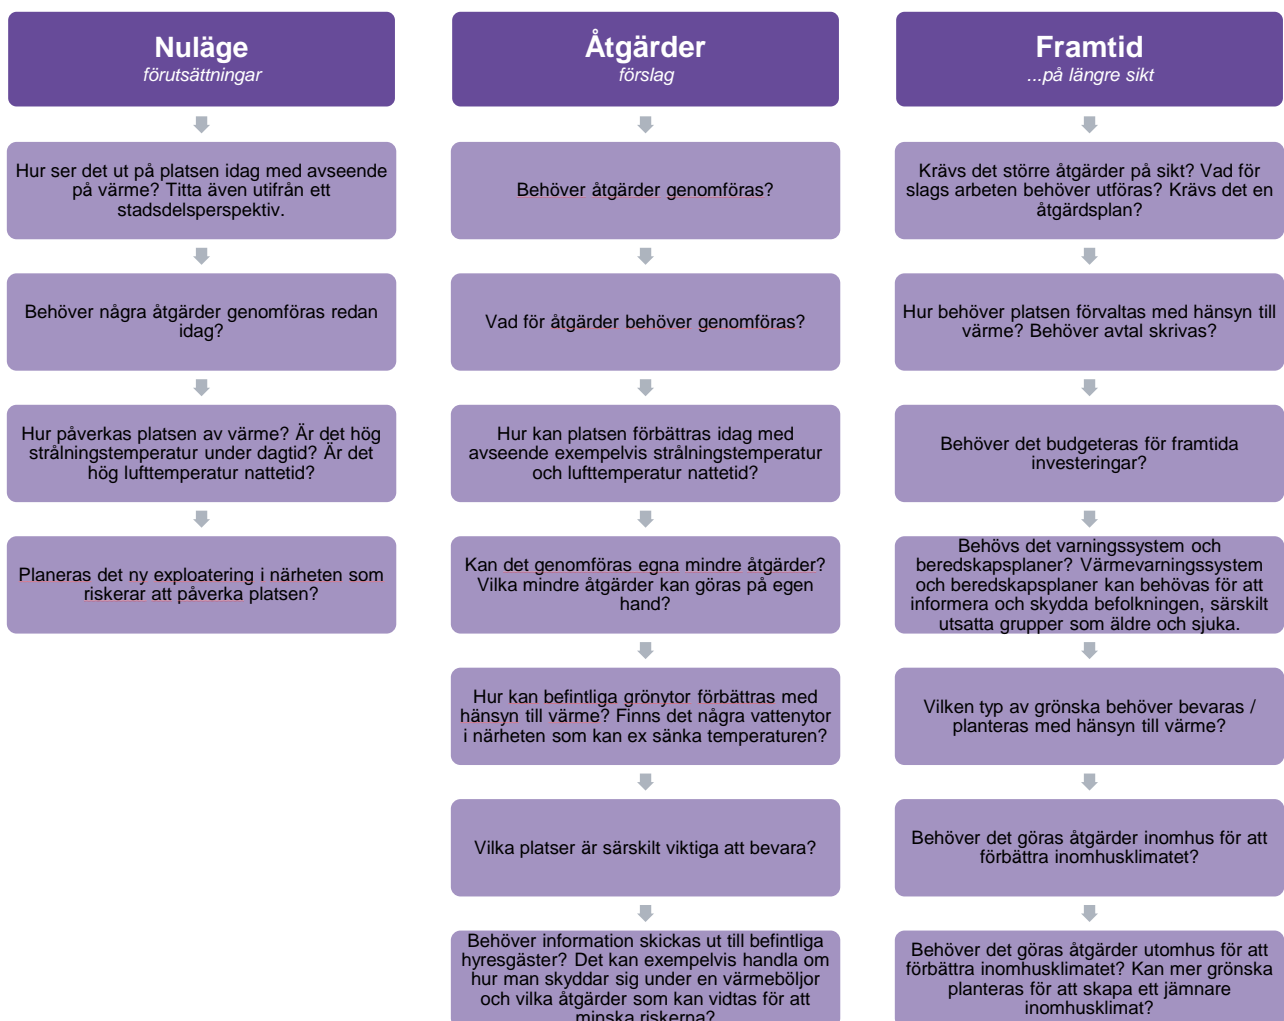 Nuläge
förutsättningar
Hur ser det ut på platsen idag med avseende
på värme? Titta även utifrån ett
stadsdelsperspektiv.
Behöver några åtgärder genomföras redan
idag?
Hur påverkas platsen av värme? Är det hög
strålningstemperatur under dagtid? Är det
hög lufttemperatur nattetid?
Planeras det ny exploatering i närheten som
riskerar att påverka platsen?
Åtgärder
förslag
Behöver åtgärder genomföras?
Vad för åtgärder behöver genomföras?
Hur kan platsen förbättras idag med
avseende exempelvis strålningstemperatur
och lufttemperatur nattetid?
Kan det genomföras egna mindre åtgärder?
Vilka mindre åtgärder kan göras på egen
hand?
Hur kan befintliga grönytor förbättras med
hänsyn till värme? Finns det några vattenytor
i närheten som kan ex sänka temperaturen?
Vilka platser är särskilt viktiga att bevara?
Behöver information skickas ut till befintliga
hyresgäster? Det kan exempelvis handla om
hur man skyddar sig under en värmeböljor
och vilka åtgärder som kan vidtas för att
minska riskerna?
Framtid
...på längre sikt
Krävs det större åtgärder på sikt? Vad för
slags arbeten behöver utföras? Krävs det en
åtgärdsplan?
Hur behöver platsen förvaltas med hänsyn till
värme? Behöver avtal skrivas?
Behöver det budgeteras för framtida
investeringar?
Behövs det varningssystem och
beredskapsplaner? Värmevarningssystem
och beredskapsplaner kan behövas för att
informera och skydda befolkningen, särskilt
utsatta grupper som äldre och sjuka.
Vilken typ av grönska behöver bevaras /
planteras med hänsyn till värme?
Behöver det göras åtgärder inomhus för att
förbättra inomhusklimatet?
Behöver det göras åtgärder utomhus för att
förbättra inomhusklimatet? Kan mer grönska
planteras för att skapa ett jämnare
inomhusklimat?